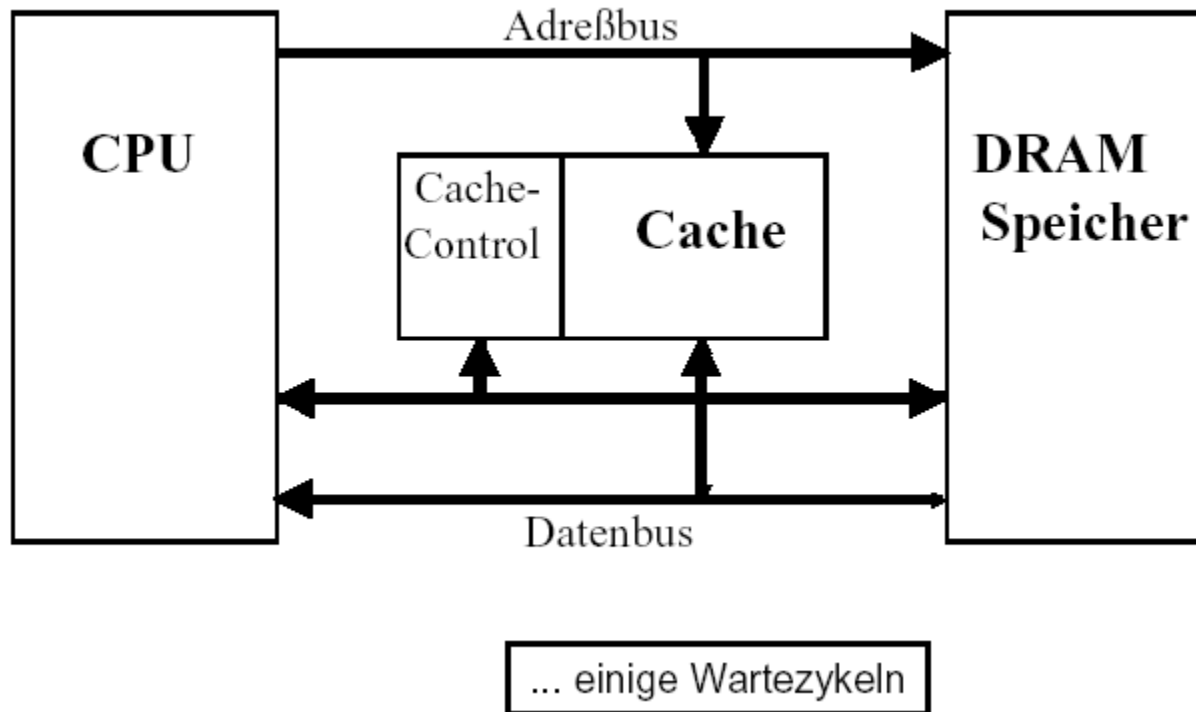 Adreßbus
CPU
DRAM
Speicher
Cache-
Control
Cache
Datenbus
... einige Wartezykeln